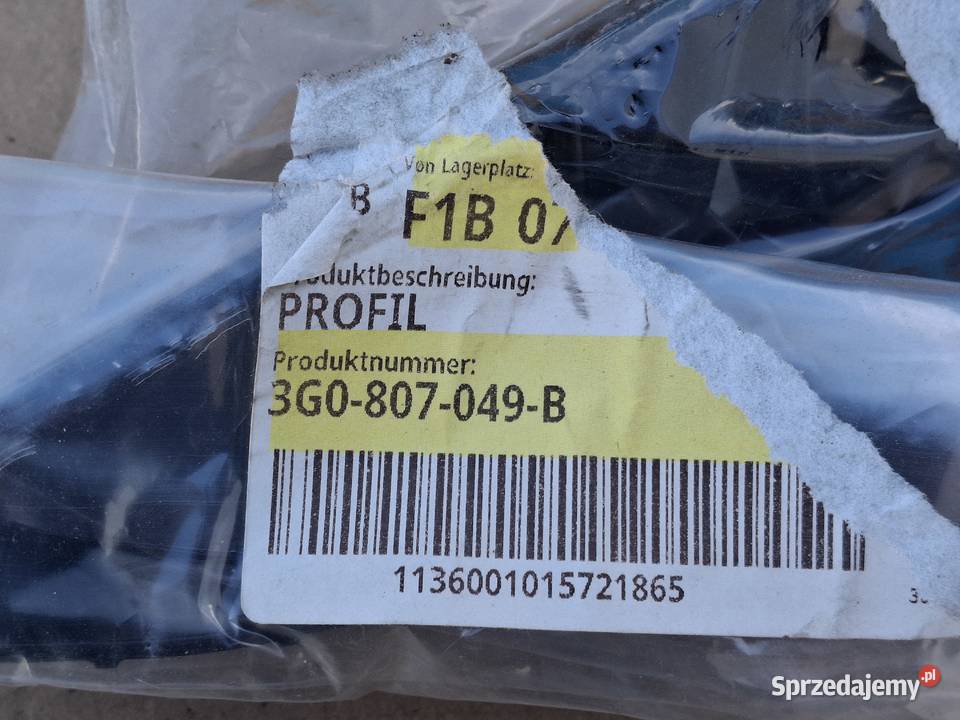 Von Lagerplatz:
B F1B 07
Produktbeschreibung:
PROFIL
Produktnummer:
3G0-807-049-B
1136001015721865
Sprzedajemy.pl